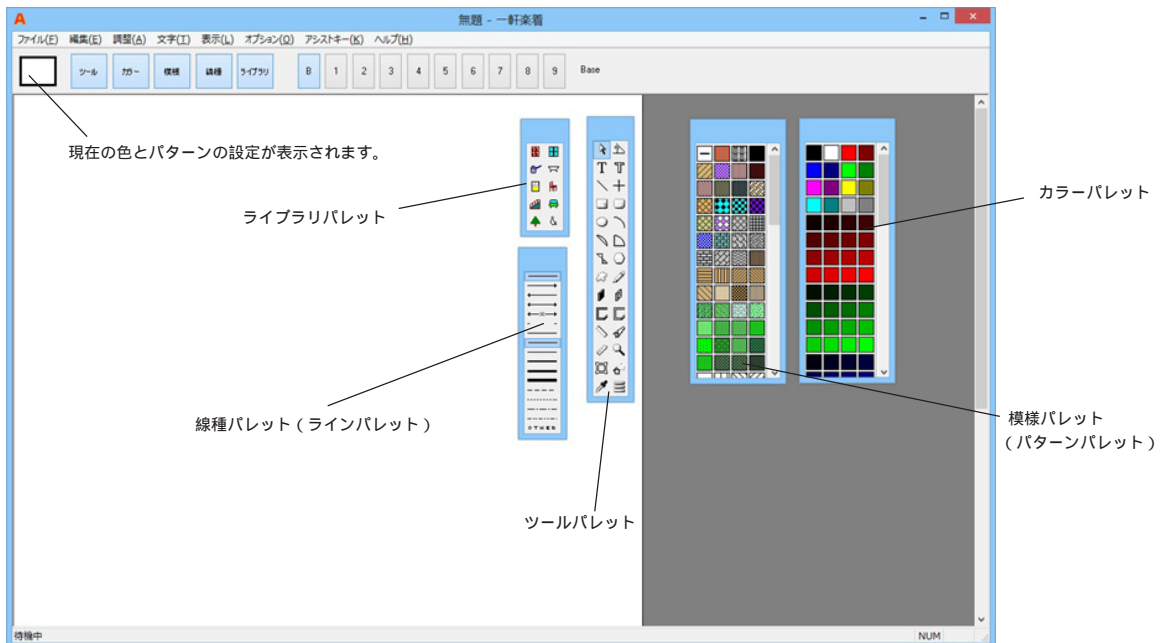 A
無題 - 一軒楽着
ファイル(F) 編集(E) 調整(A) 文字(T) 表示(L) オプション(O) アシストキー(K) ヘルプ(H)
ツール カラー 模様 線種 ライブラリ B 1 2 3 4 5 6 7 8 9 Base
現在の色とパターンの設定が表示されます。
カラーパレット
ライブラリパレット
線種パレット(ラインパレット)
OTHER
模様パレット
(パターンパレット)
ツールパレット
待機中 NUM